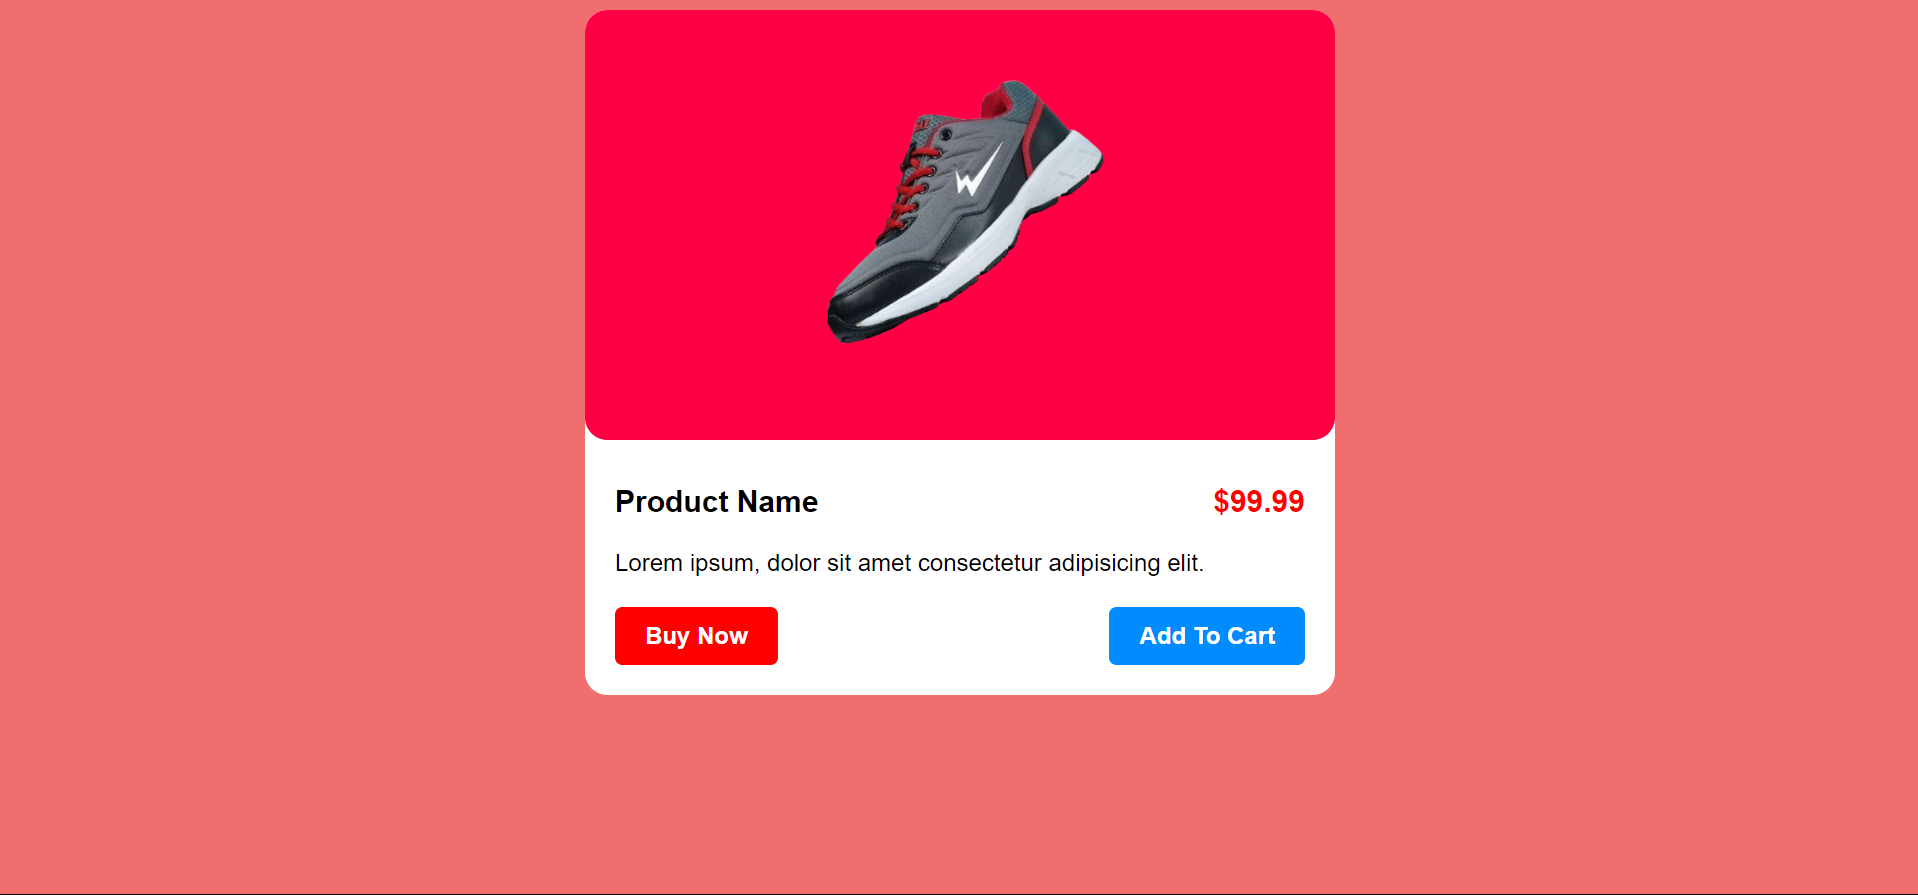 Product Name
$99.99
Lorem ipsum, dolor sit amet consectetur adipisicing elit.
Buy Now
Add To Cart